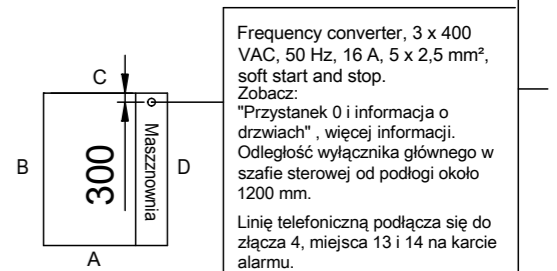 C
B
300
Masznownia
D
A
Frequency converter, 3 x 400
VAC, 50 Hz, 16 A, 5 x 2,5 mm²,
soft start and stop.
Zobacz:
"Przystanek 0 i informacja o
drzwiach" , więcej informacji.
Odległość wyłącznika głównego w
szafie sterowej od podłogi około
1200 mm.
Linię telefoniczną podłącza się do
złącza 4, miejsca 13 i 14 na karcie
alarmu.